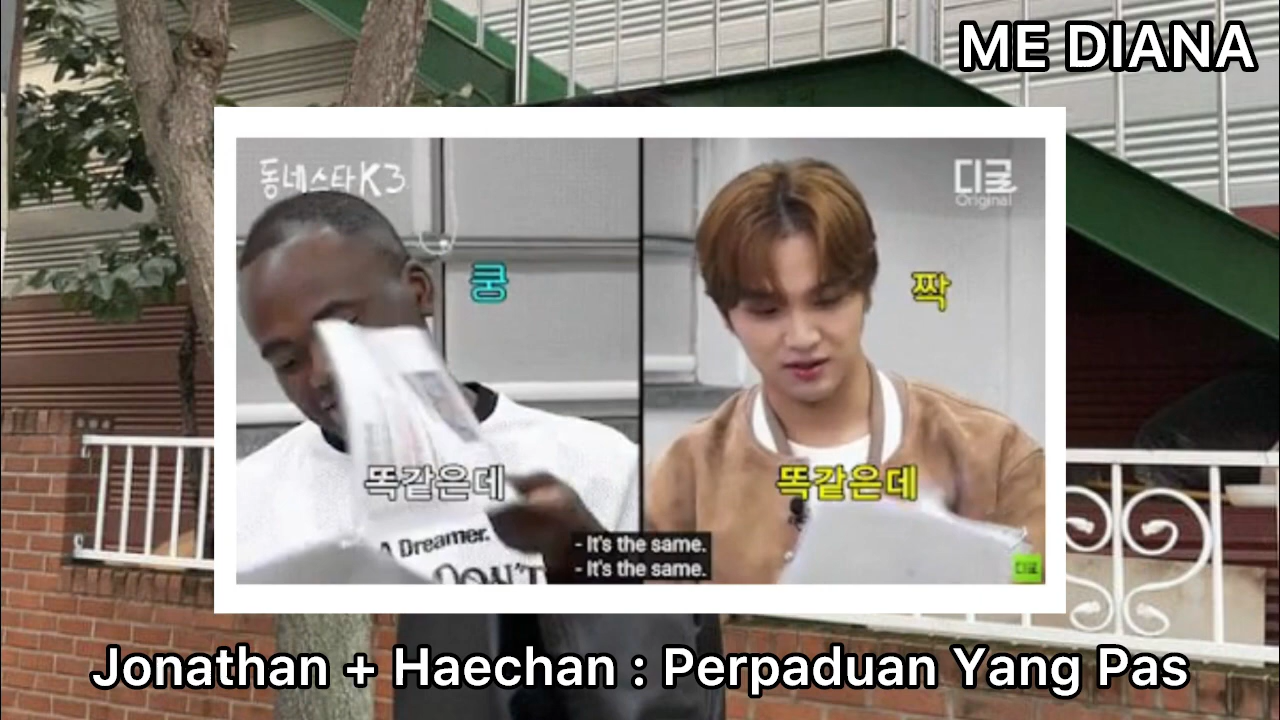 ME DIANA
동네스타K3
디글
Original
쿵
짝
똑같은데
똑같은데
A Dreamer.
DON'T
- It's the same.
- It's the same.
디글
Jonathan + Haechan : Perpaduan Yang Pas